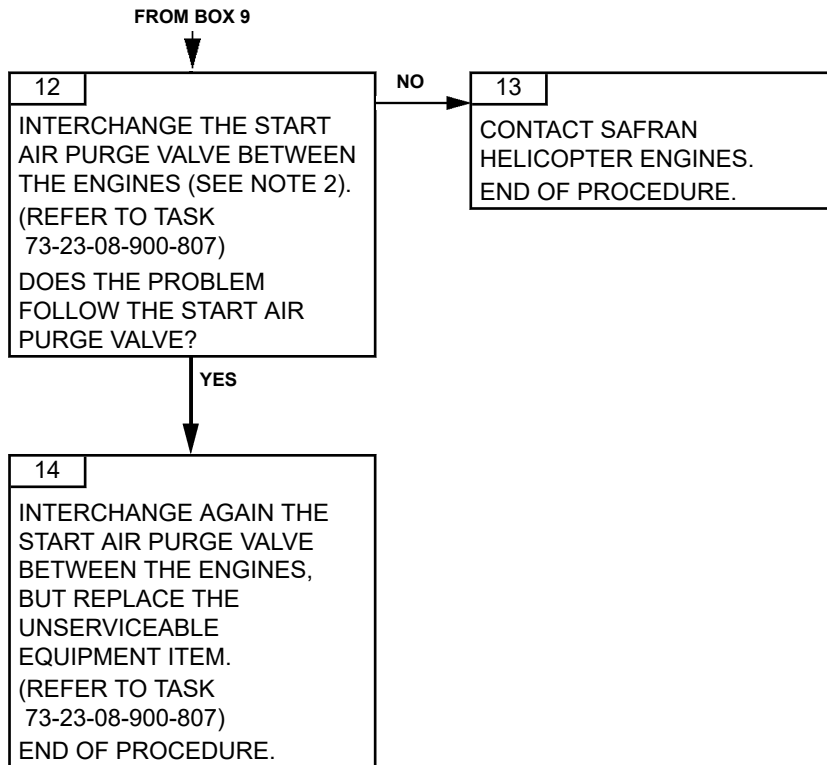 FROM BOX 9
12
INTERCHANGE THE START
AIR PURGE VALVE BETWEEN
THE ENGINES (SEE NOTE 2).
(REFER TO TASK
73-23-08-900-807)
DOES THE PROBLEM
FOLLOW THE START AIR
PURGE VALVE?
NO
13
CONTACT SAFRAN
HELICOPTER ENGINES.
END OF PROCEDURE.
YES
14
INTERCHANGE AGAIN THE
START AIR PURGE VALVE
BETWEEN THE ENGINES,
BUT REPLACE THE
UNSERVICEABLE
EQUIPMENT ITEM.
(REFER TO TASK
73-23-08-900-807)
END OF PROCEDURE.